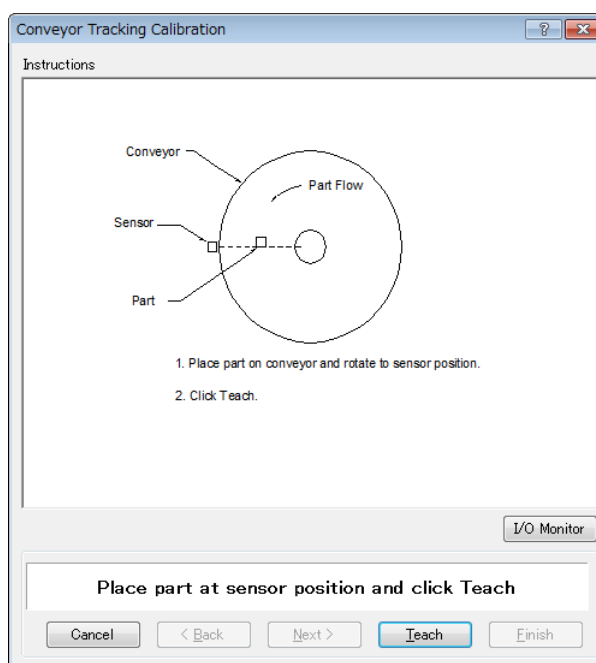 Conveyor Tracking Calibration
Instructions
Conveyor
Part Flow
Sensor
Part
1. Place part on conveyor and rotate to sensor position.
2. Click Teach.
I/O Monitor
Place part at sensor position and click Teach
Cancel
< Back
Next >
Teach
Finish